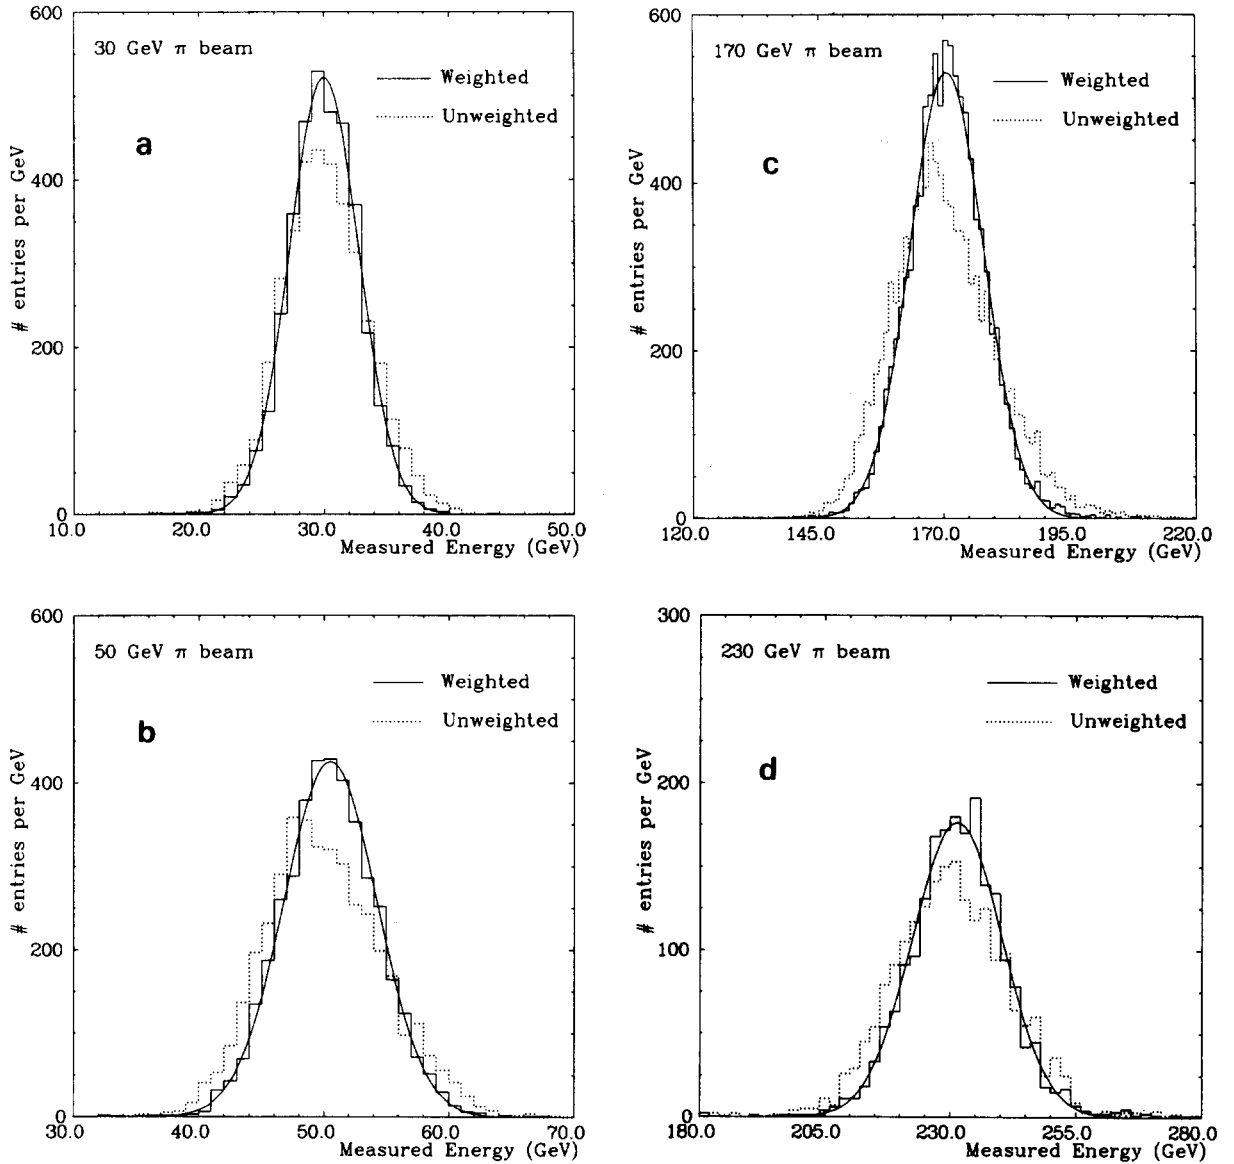 600
30 GeV π beam
Weighted
Unweighted
a
400
200
0
# entries per GeV
10.0 20.0 30.0 40.0 50.0
Measured Energy (GeV)
600
170 GeV π beam
Weighted
Unweighted
c
400
200
0
# entries per GeV
120.0 145.0 170.0 195.0 220.0
Measured Energy (GeV)
600
50 GeV π beam
Weighted
Unweighted
b
400
200
0
# entries per GeV
30.0 40.0 50.0 60.0 70.0
Measured Energy (GeV)
300
230 GeV π beam
Weighted
Unweighted
d
200
100
0
# entries per GeV
180.0 205.0 230.0 255.0 280.0
Measured Energy (GeV)